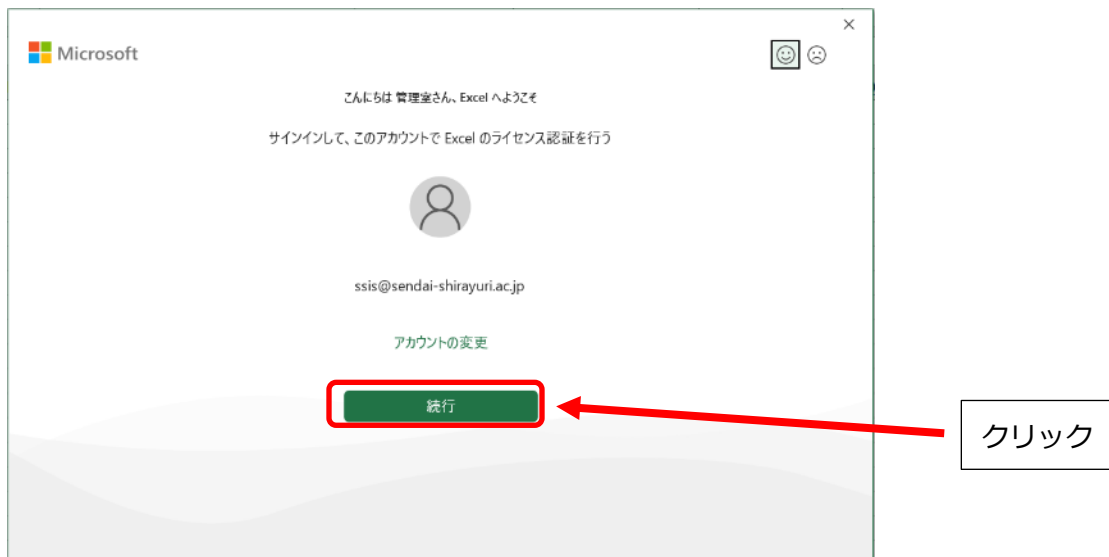 Microsoft
こんにちは 管理室さん、Excel へようこそ
サインインして、このアカウントで Excel のライセンス認証を行う
ssis@sendai-shirayuri.ac.jp
アカウントの変更
続行
クリック